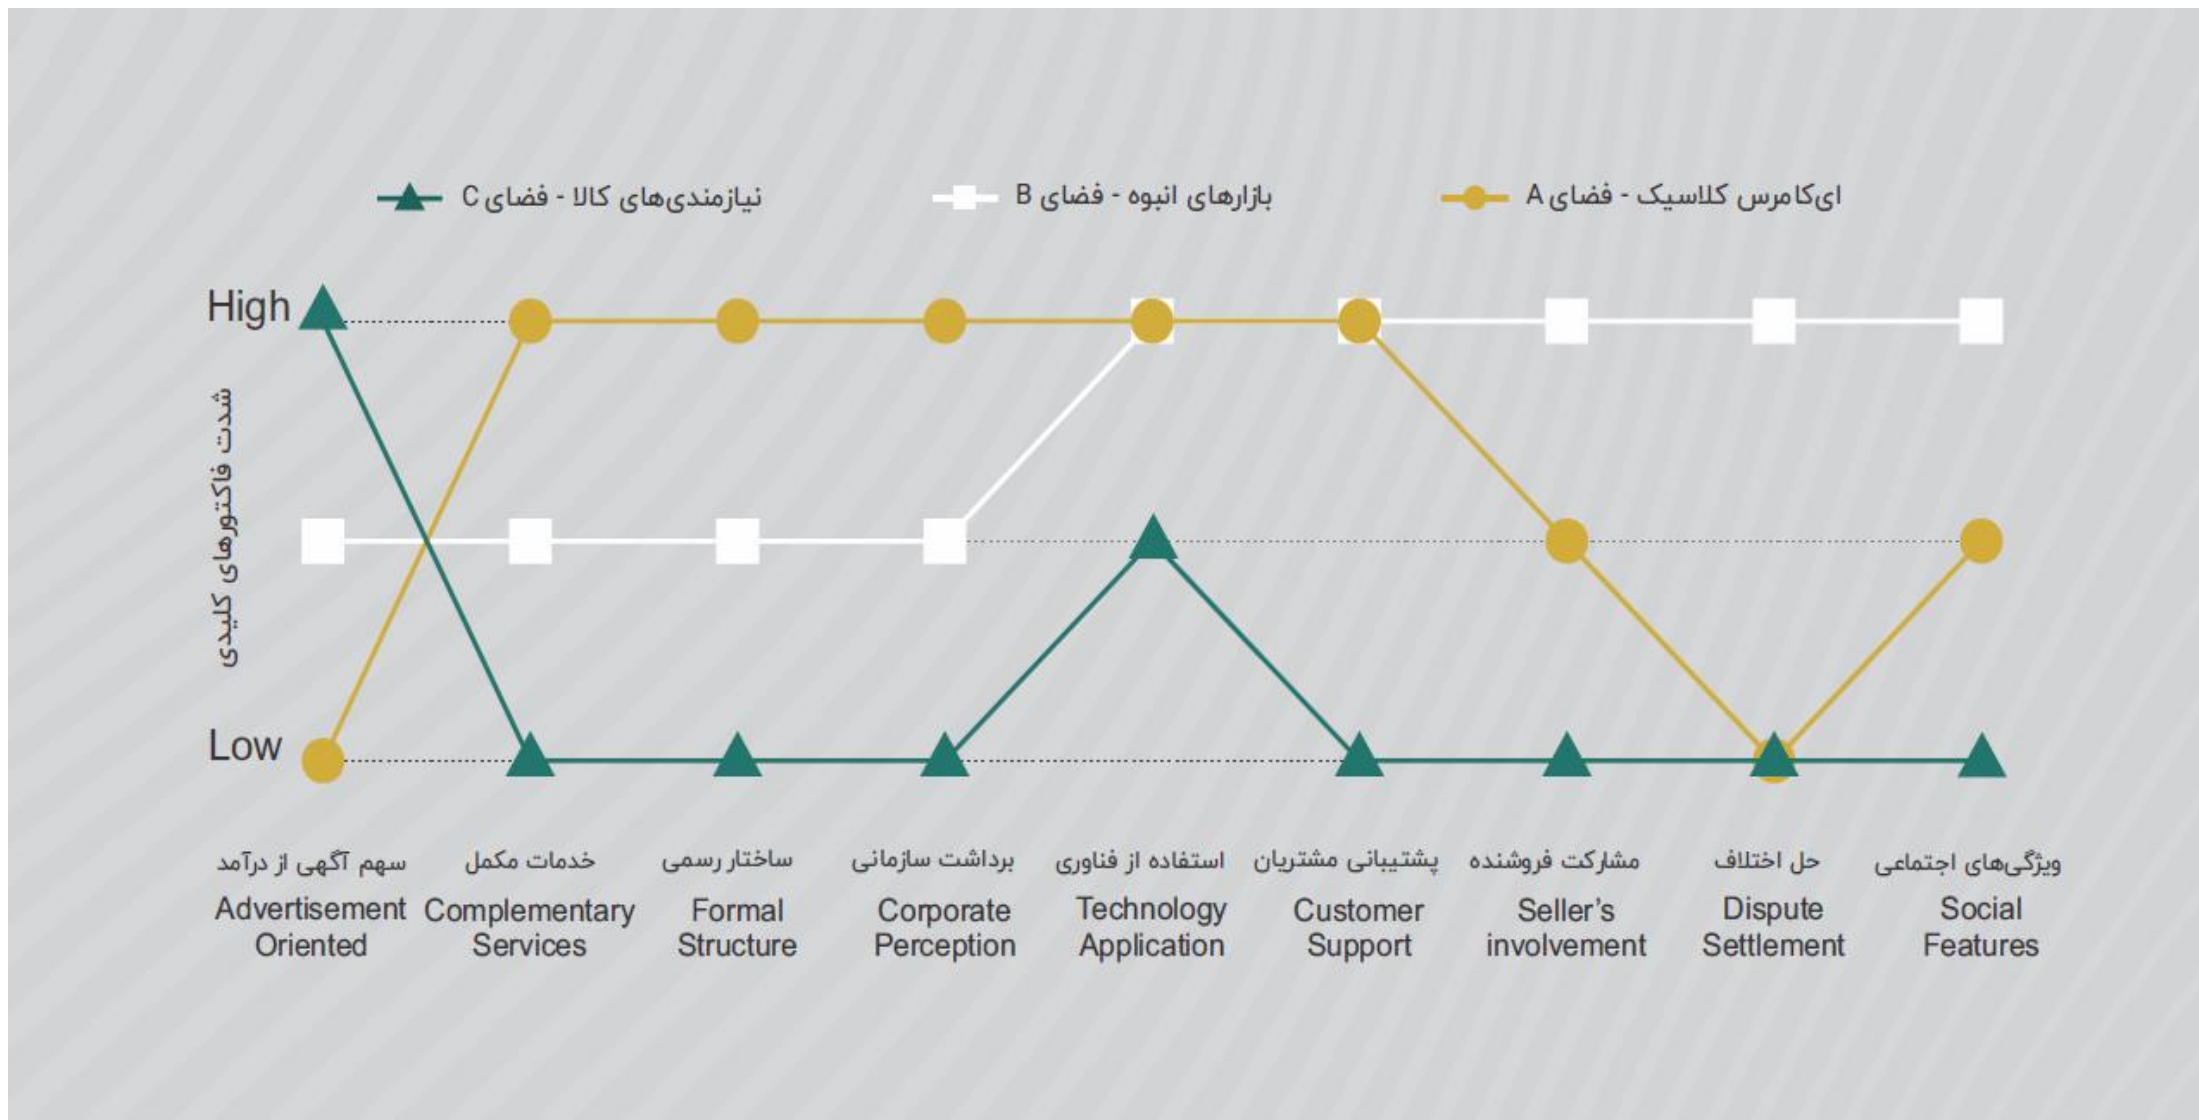 ای‌کامرس کلاسیک - فضای A
بازارهای انبوه - فضای B
نیازمندی‌های کالا - فضای C
High
شدت فاکتورهای کلیدی
Low
سهم آگهی از درآمد
Advertisement
Oriented
خدمات مکمل
Complementary
Services
ساختار رسمی
Formal
Structure
برداشت سازمانی
Corporate
Perception
استفاده از فناوری
Technology
Application
پشتیبانی مشتریان
Customer
Support
مشارکت فروشنده
Seller’s
involvement
حل اختلاف
Dispute
Settlement
ویژگی‌های اجتماعی
Social
Features